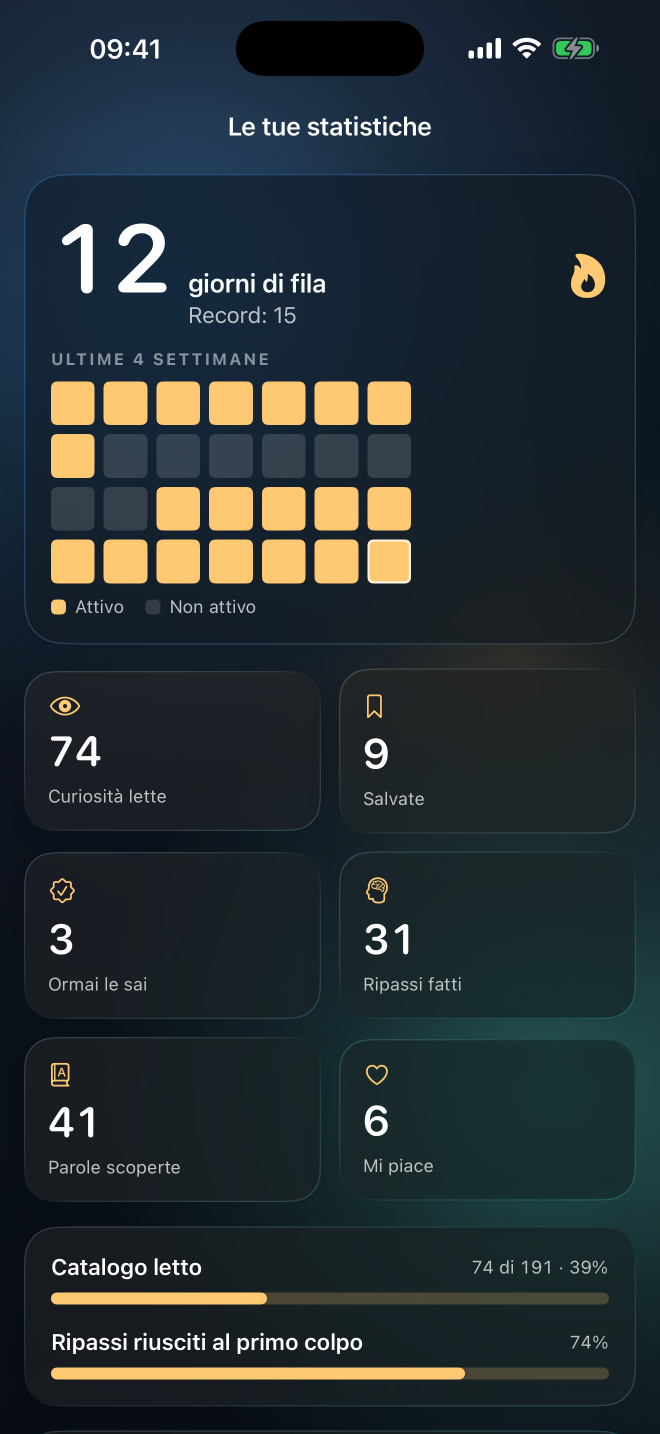 09:41
Le tue statistiche
12 giorni di fila
Record: 15
ULTIME 4 SETTIMANE
Attivo Non attivo
74
Curiosità lette
9
Salvate
3
Ormai le sai
31
Ripassi fatti
A
41
Parole scoperte
6
Mi piace
Catalogo letto 74 di 191 · 39%
Ripassi riusciti al primo colpo 74%